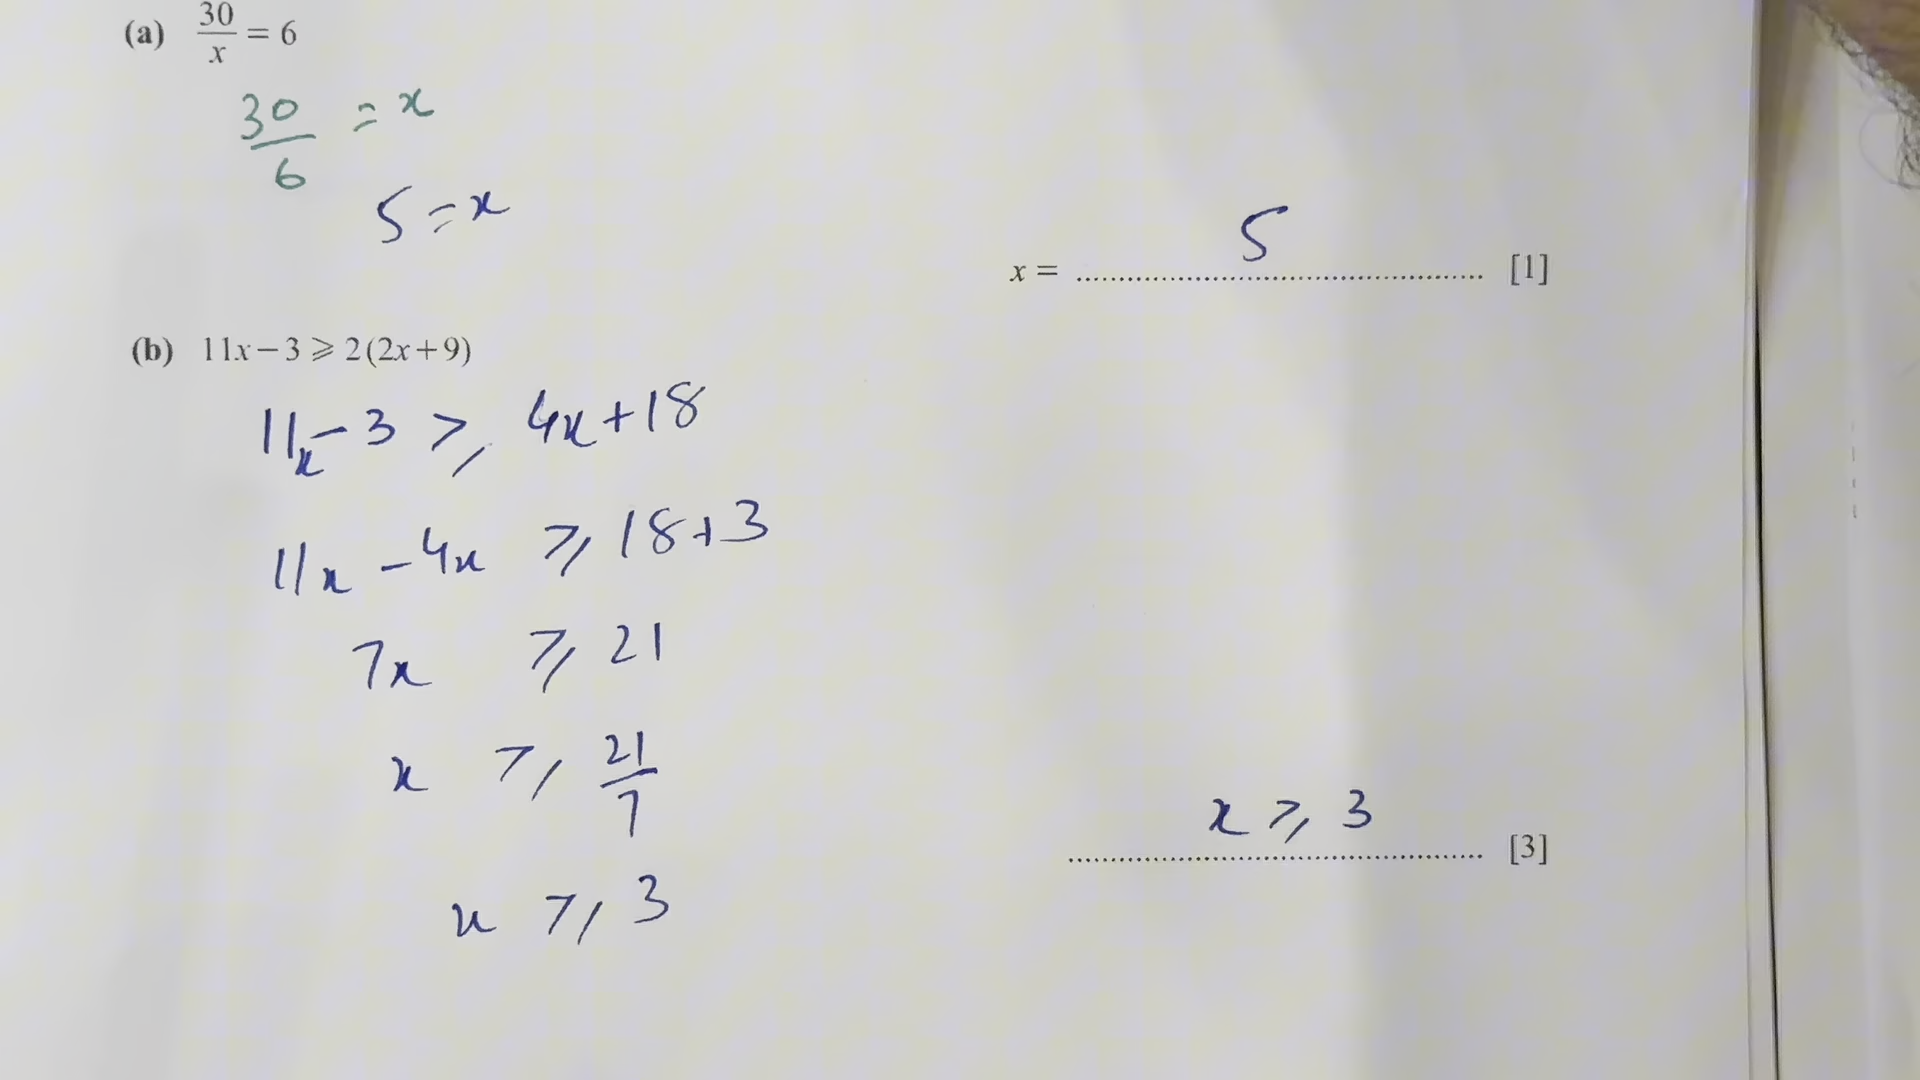 (a) 30/x = 6
30/6 = x
5 = x
5
x = ................................................ [1]
(b) 11x − 3 ⩾ 2(2x + 9)
11x − 3 ⩾ 4x + 18
11x − 4x ⩾ 18 + 3
7x ⩾ 21
x ⩾ 21/7
x ⩾ 3
................................................ [3]
x ⩾ 3